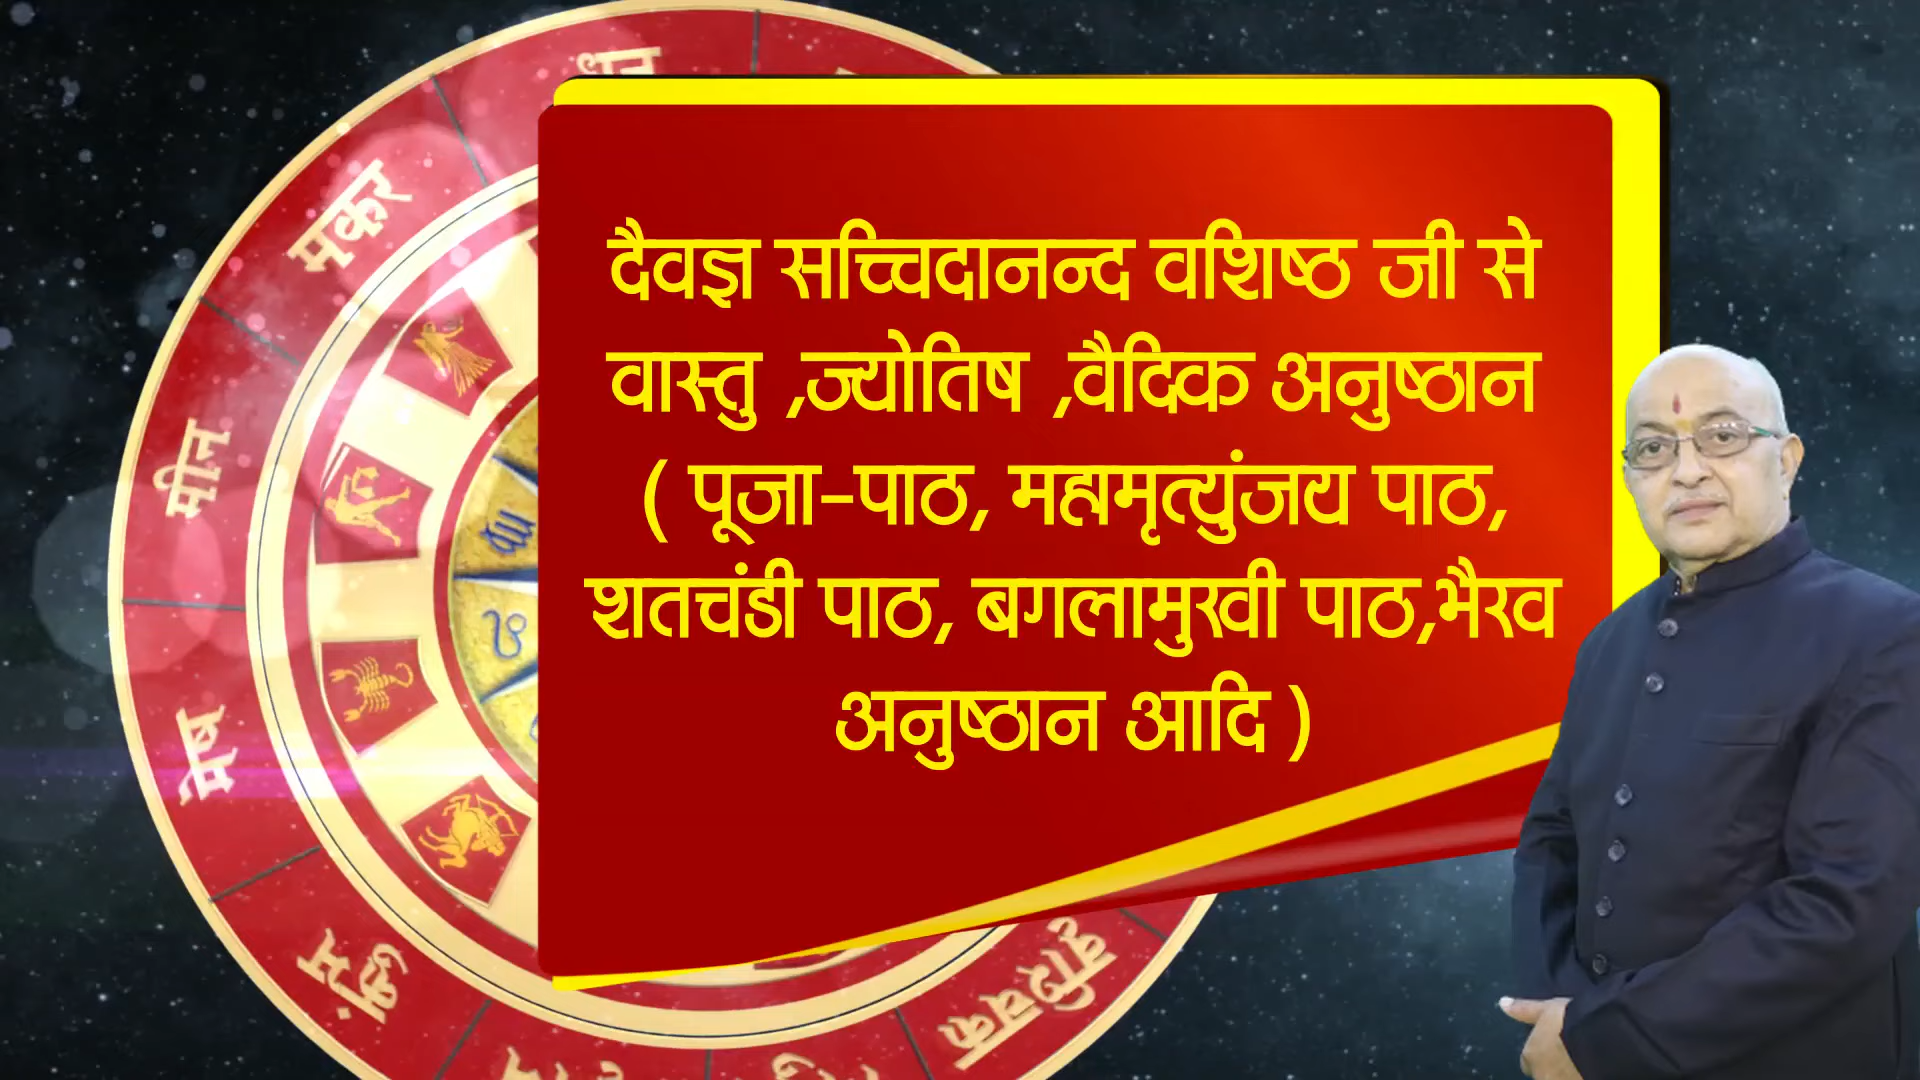 दैवज्ञ सच्चिदानन्द वशिष्ठ जी से
वास्तु ,ज्योतिष ,वैदिक अनुष्ठान
( पूजा-पाठ, महामृत्युंजय पाठ,
शतचंडी पाठ, बगलामुखी पाठ,भैरव
अनुष्ठान आदि )
मकर
मीन
मेष
कुंभ
वृश्चिक